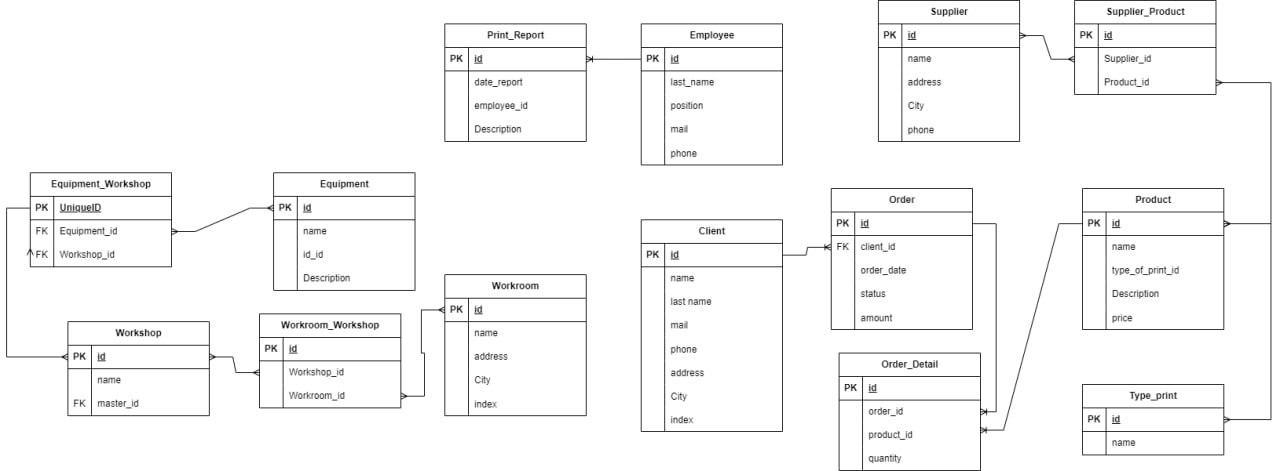 Supplier
PK id
name
address
City
phone
Supplier_Product
PK id
Supplier_id
Product_id
Print_Report
PK id
date_report
employee_id
Description
Employee
PK id
last_name
position
mail
phone
Equipment_Workshop
PK UniqueID
FK Equipment_id
FK Workshop_id
Equipment
PK id
name
id_id
Description
Client
PK id
name
last name
mail
phone
address
City
index
Order
PK id
FK client_id
order_date
status
amount
Product
PK id
name
type_of_print_id
Description
price
Workshop
PK id
name
FK master_id
Workroom_Workshop
PK id
Workshop_id
Workroom_id
Workroom
PK id
name
address
City
index
Order_Detail
PK id
order_id
product_id
quantity
Type_print
PK id
name